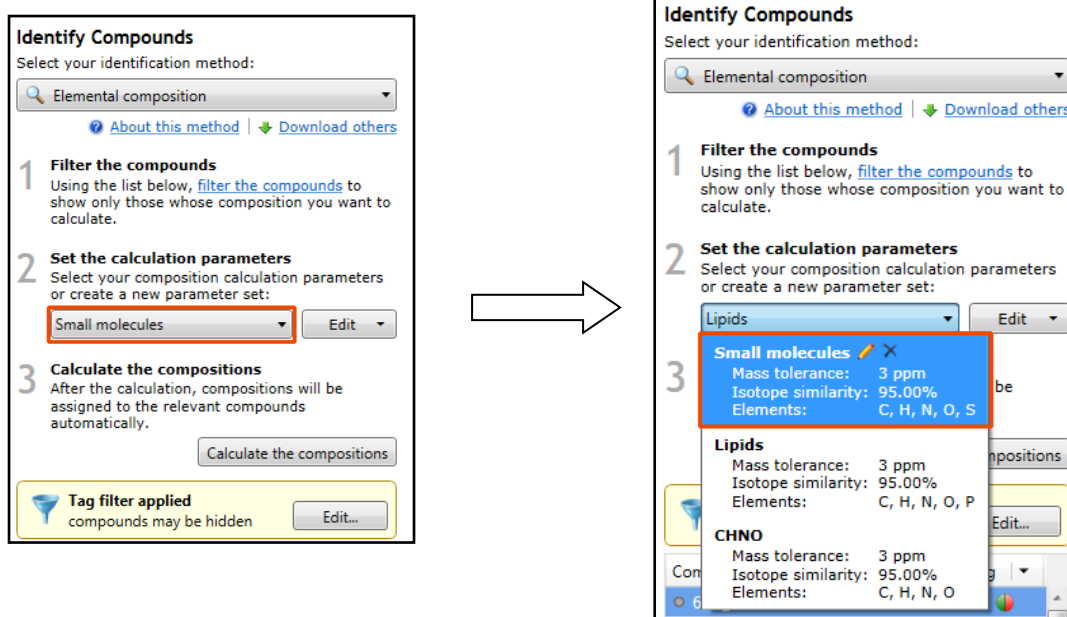 Identify Compounds
Select your identification method:
Elemental composition
About this method | Download others
1 Filter the compounds
Using the list below, filter the compounds to
show only those whose composition you want to
calculate.
2 Set the calculation parameters
Select your composition calculation parameters
or create a new parameter set:
Small molecules Edit
3 Calculate the compositions
After the calculation, compositions will be
assigned to the relevant compounds
automatically.
Calculate the compositions
Tag filter applied
compounds may be hidden Edit...
Identify Compounds
Select your identification method:
Elemental composition
About this method | Download others
1 Filter the compounds
Using the list below, filter the compounds to
show only those whose composition you want to
calculate.
2 Set the calculation parameters
Select your composition calculation parameters
or create a new parameter set:
Lipids Edit
Small molecules
3 Mass tolerance: 3 ppm
Isotope similarity: 95.00% be
Elements: C, H, N, O, S
Lipids
Mass tolerance: 3 ppm mpositions
Isotope similarity: 95.00%
Elements: C, H, N, O, P
Edit...
CHNO
Mass tolerance: 3 ppm
Com Isotope similarity: 95.00% g
Elements: C, H, N, O
6